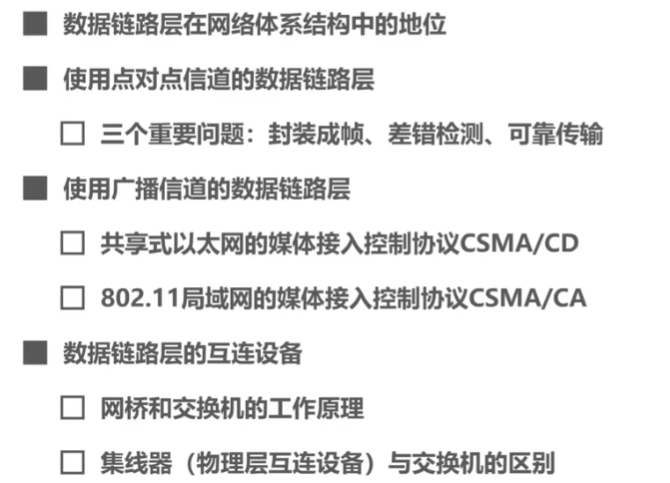 数据链路层在网络体系结构中的地位
使用点对点信道的数据链路层
三个重要问题：封装成帧、差错检测、可靠传输
使用广播信道的数据链路层
共享式以太网的媒体接入控制协议CSMA/CD
802.11局域网的媒体接入控制协议CSMA/CA
数据链路层的互连设备
网桥和交换机的工作原理
集线器（物理层互连设备）与交换机的区别